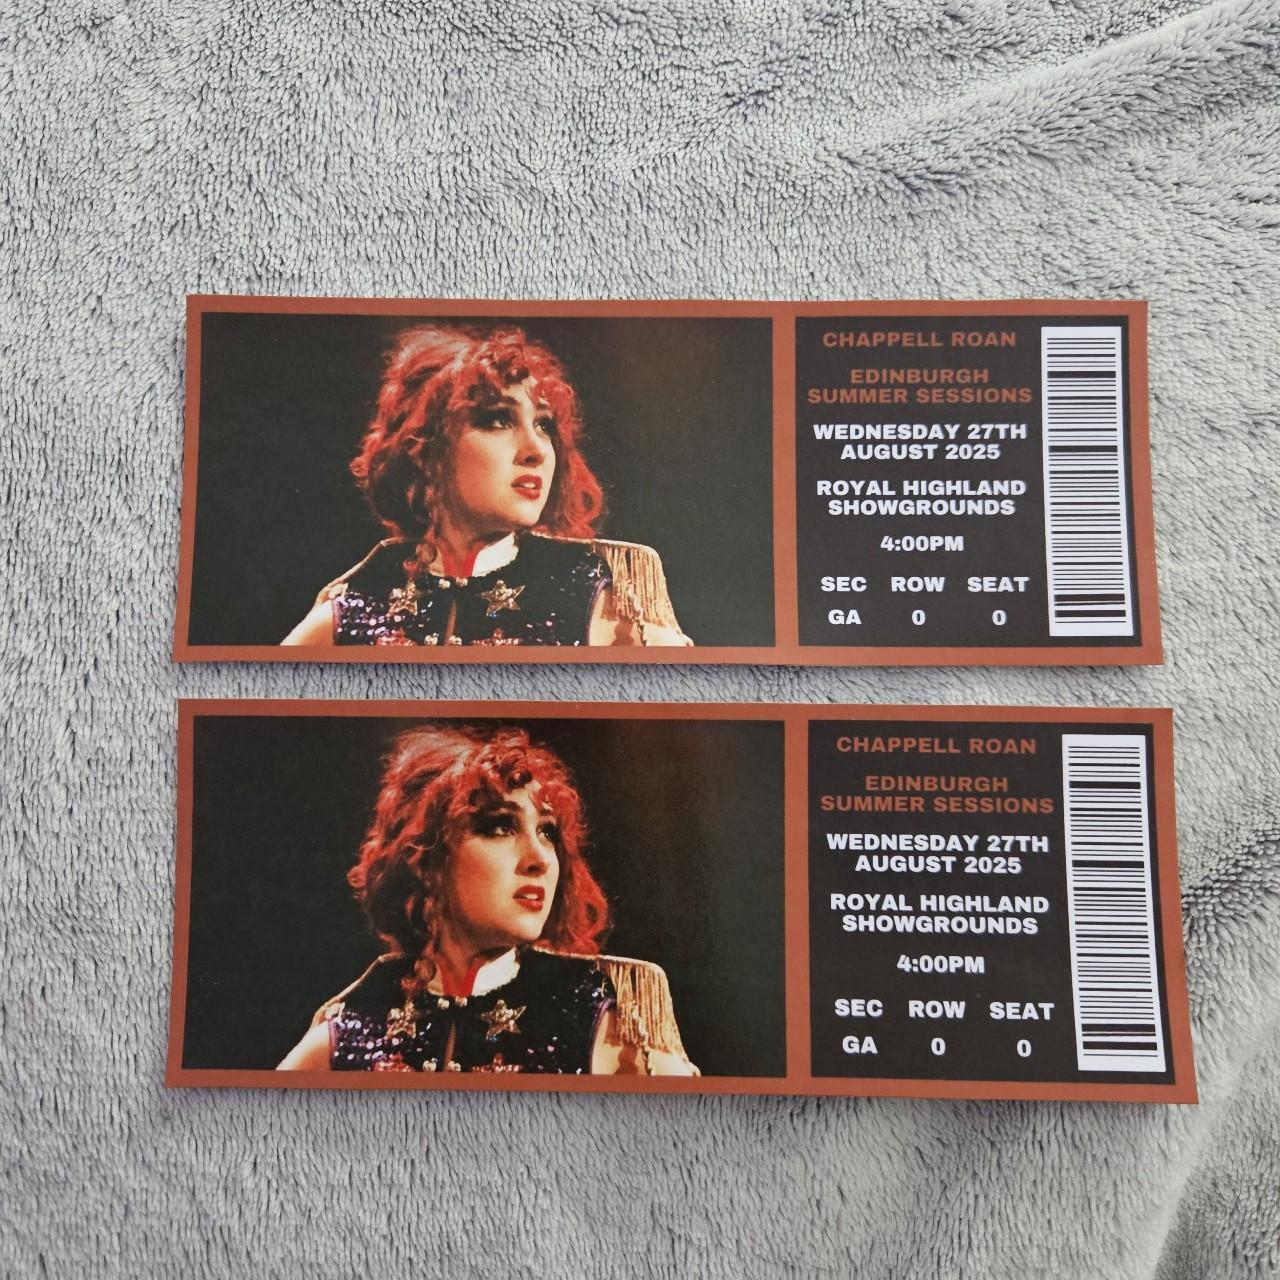 CHAPPELL ROAN
EDINBURGH
SUMMER SESSIONS
WEDNESDAY 27TH
AUGUST 2025
ROYAL HIGHLAND
SHOWGROUNDS
4:00PM
SEC ROW SEAT
GA 0 0
CHAPPELL ROAN
EDINBURGH
SUMMER SESSIONS
WEDNESDAY 27TH
AUGUST 2025
ROYAL HIGHLAND
SHOWGROUNDS
4:00PM
SEC ROW SEAT
GA 0 0